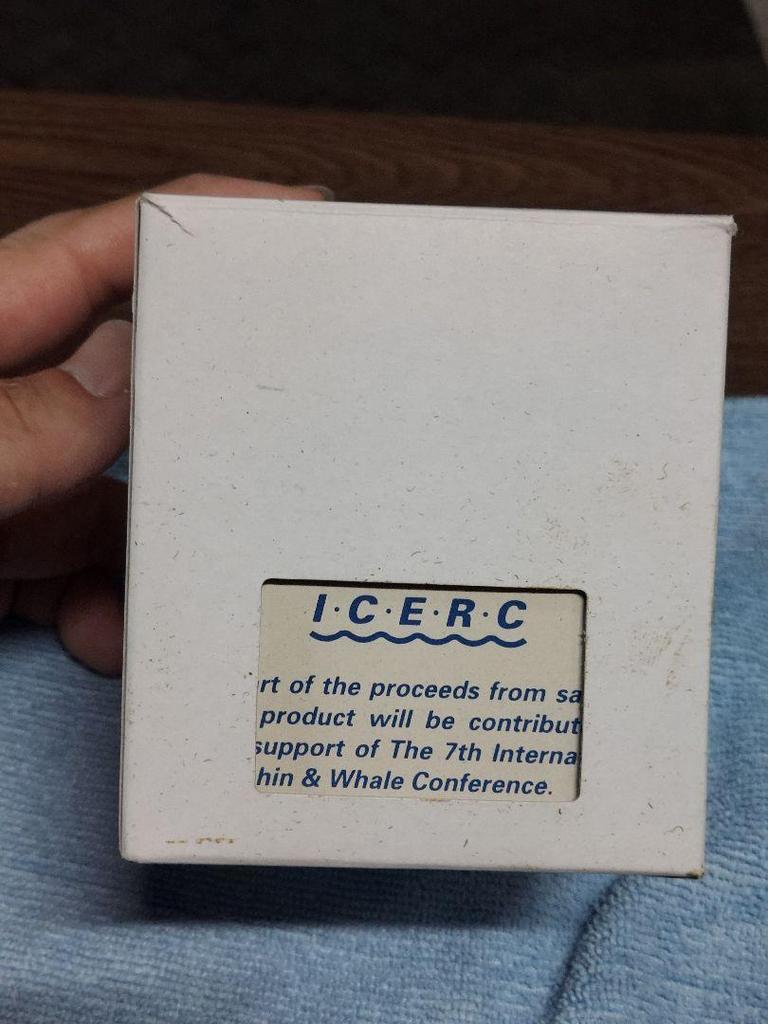 I·C·E·R·C
rt of the proceeds from sa
product will be contribut
support of The 7th Interna
hin & Whale Conference.